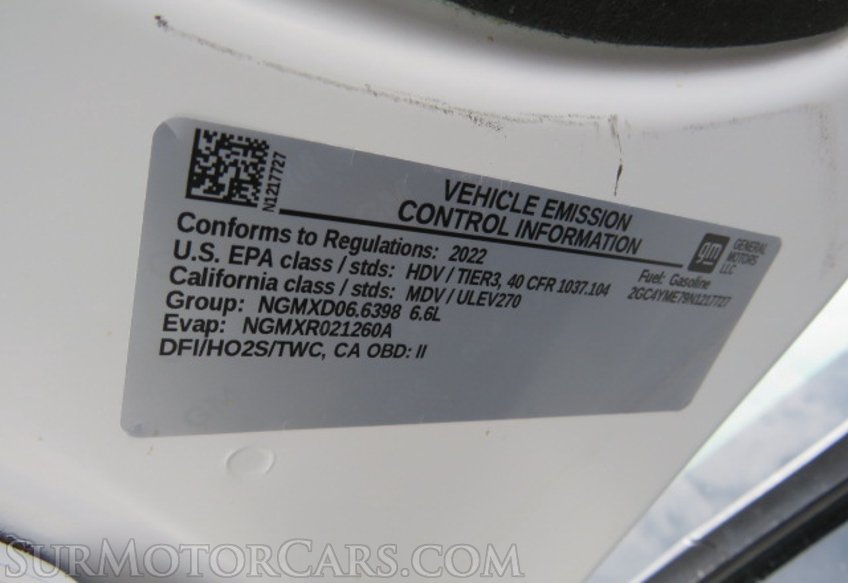 N1217727
VEHICLE EMISSION
CONTROL INFORMATION
gm
GENERAL
MOTORS
LLC
Conforms to Regulations: 2022
U.S. EPA class / stds: HDV / TIER3, 40 CFR 1037.104
California class / stds: MDV / ULEV270
Group: NGMXD06.6398 6.6L
Evap: NGMXR021260A
DFI/HO2S/TWC, CA OBD: II
Fuel: Gasoline
2GC4YME79N1217727
SURMOTORCARS.COM